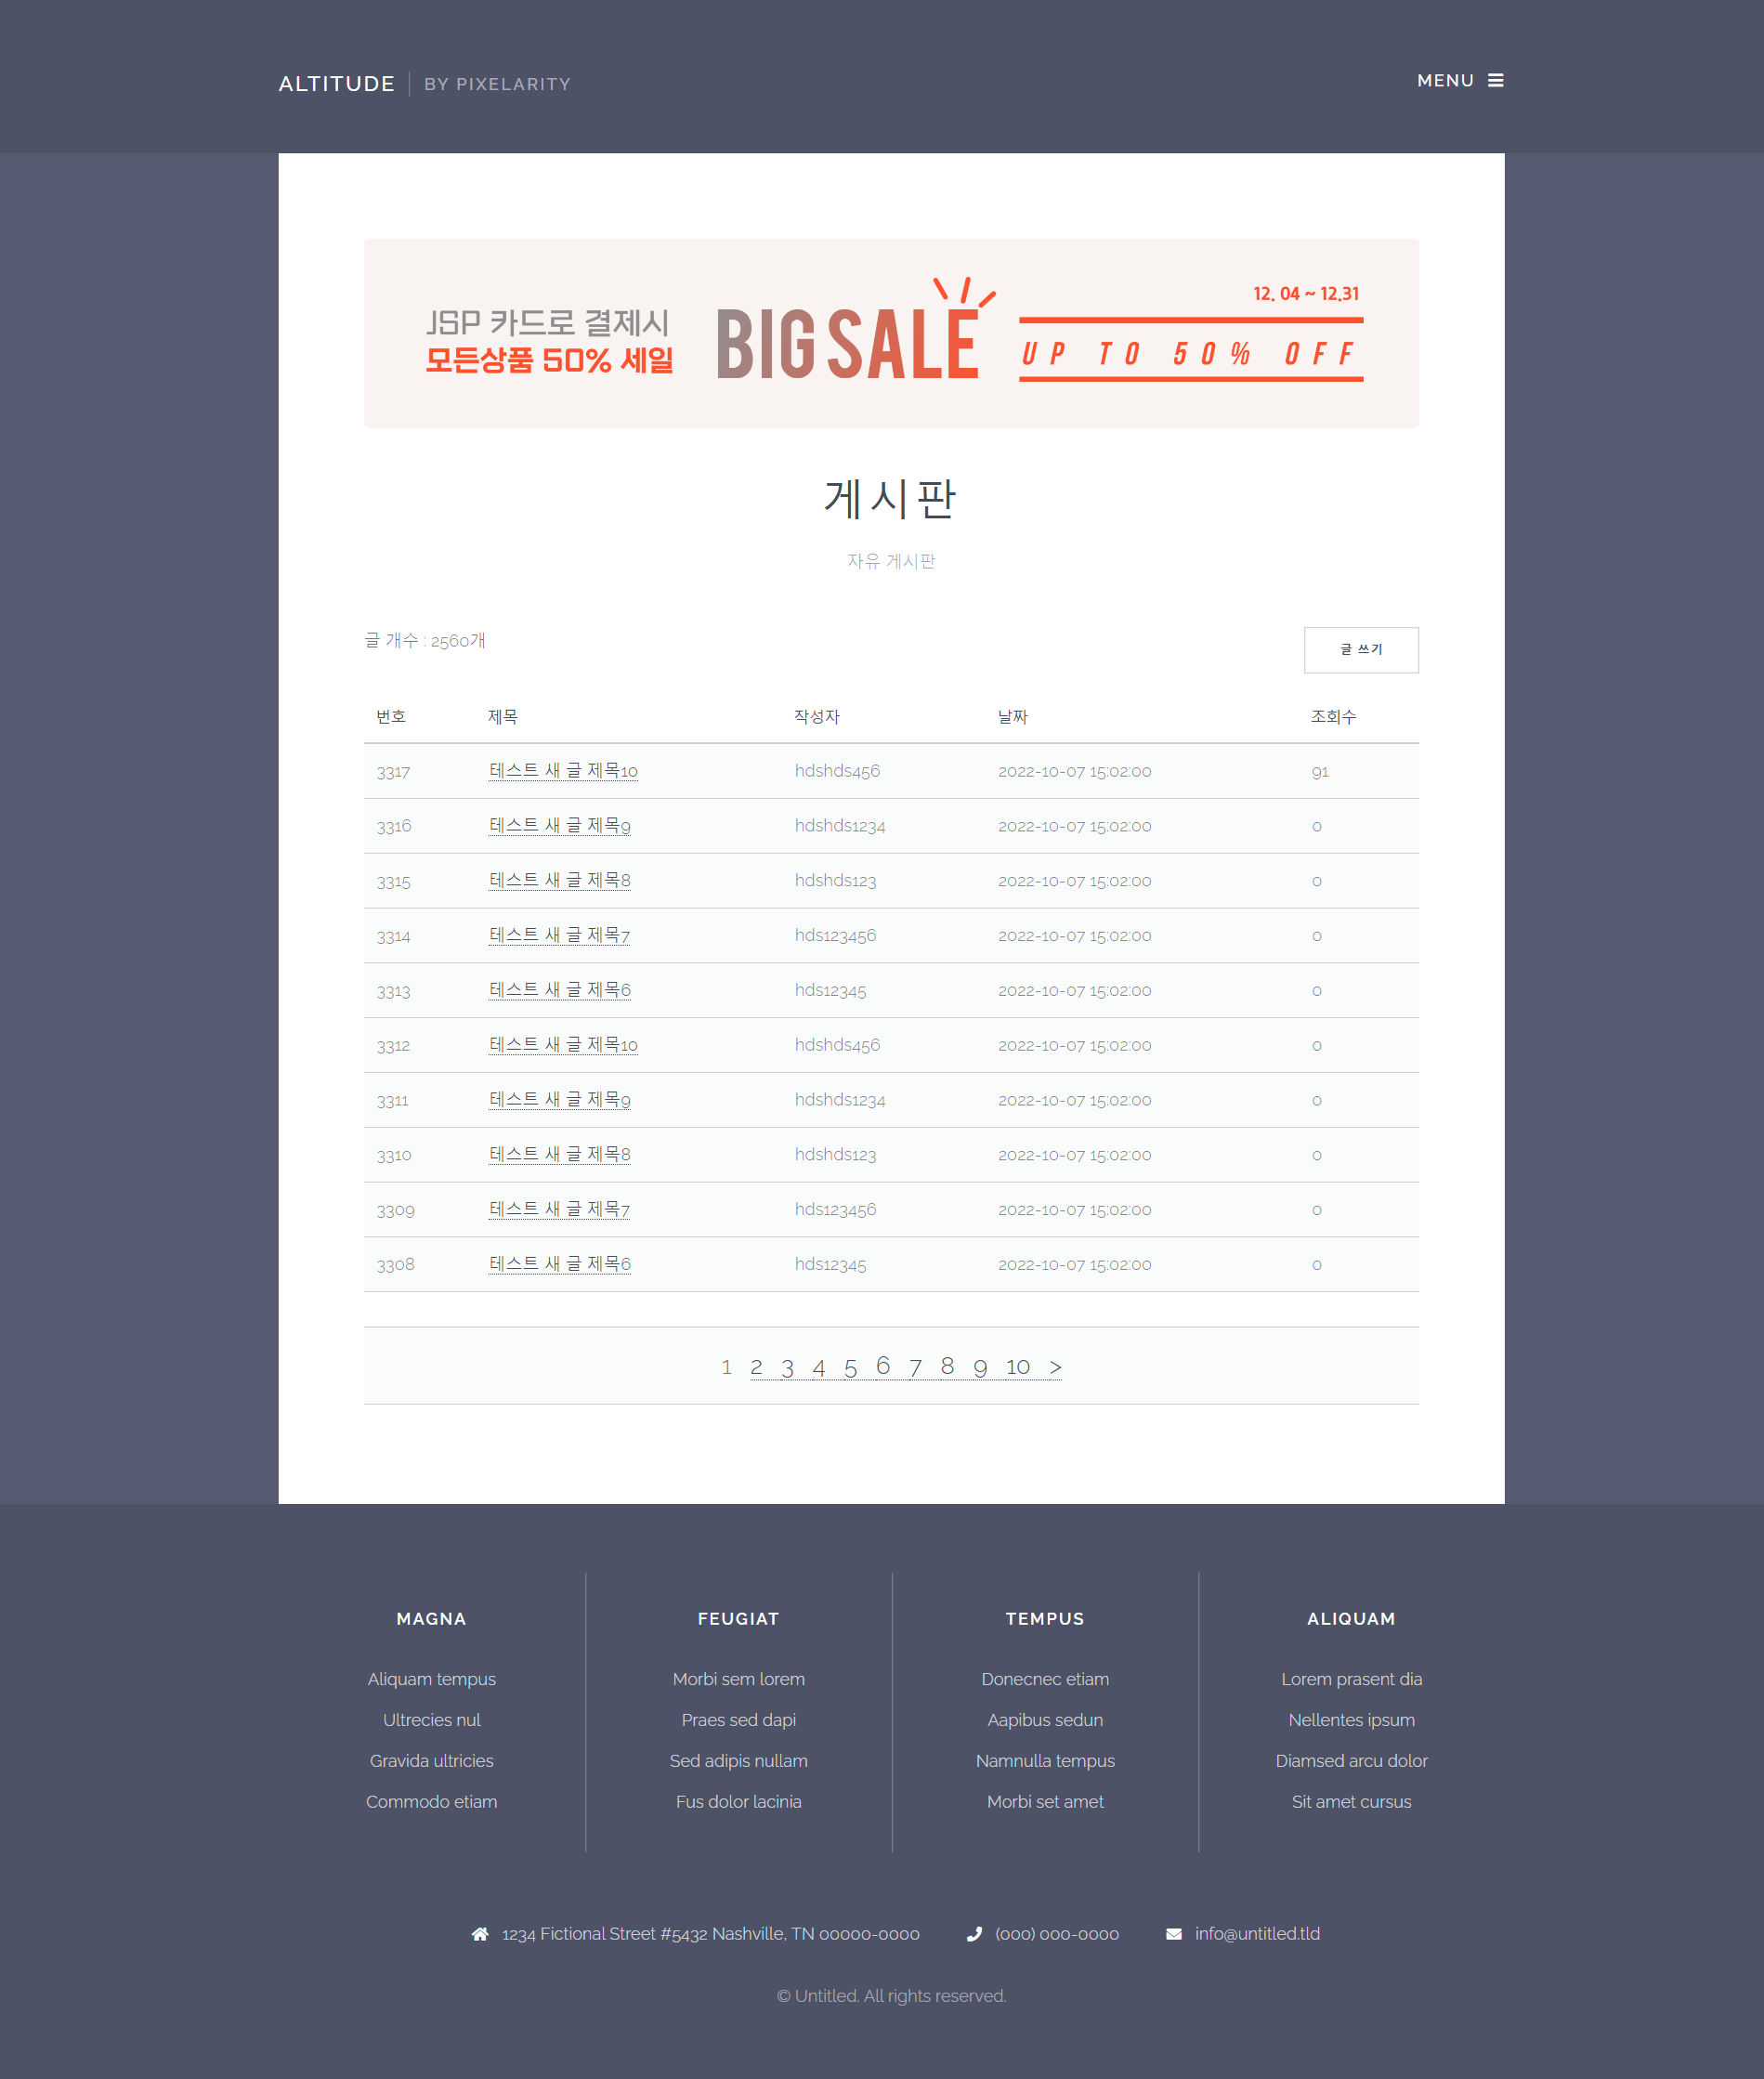 ALTITUDE BY PIXELARITY
MENU
JSP 카드로 결제시
모든상품 50% 세일
BIG SALE
12. 04 ~ 12.31
UP TO 50% OFF
게시판
자유 게시판
글 개수 : 2560개
글 쓰기
번호 제목 작성자 날짜 조회수
3317 테스트 새 글 제목10 hdshds456 2022-10-07 15:02:00 91
3316 테스트 새 글 제목9 hdshds1234 2022-10-07 15:02:00 0
3315 테스트 새 글 제목8 hdshds123 2022-10-07 15:02:00 0
3314 테스트 새 글 제목7 hds123456 2022-10-07 15:02:00 0
3313 테스트 새 글 제목6 hds12345 2022-10-07 15:02:00 0
3312 테스트 새 글 제목10 hdshds456 2022-10-07 15:02:00 0
3311 테스트 새 글 제목9 hdshds1234 2022-10-07 15:02:00 0
3310 테스트 새 글 제목8 hdshds123 2022-10-07 15:02:00 0
3309 테스트 새 글 제목7 hds123456 2022-10-07 15:02:00 0
3308 테스트 새 글 제목6 hds12345 2022-10-07 15:02:00 0
1 2 3 4 5 6 7 8 9 10 >
MAGNA
Aliquam tempus
Ultrecies nul
Gravida ultricies
Commodo etiam
FEUGIAT
Morbi sem lorem
Praes sed dapi
Sed adipis nullam
Fus dolor lacinia
TEMPUS
Donecnec etiam
Aapibus sedun
Namnulla tempus
Morbi set amet
ALIQUAM
Lorem prasent dia
Nellentes ipsum
Diamsed arcu dolor
Sit amet cursus
1234 Fictional Street #5432 Nashville, TN 00000-0000
(000) 000-0000
info@untitled.tld
© Untitled. All rights reserved.